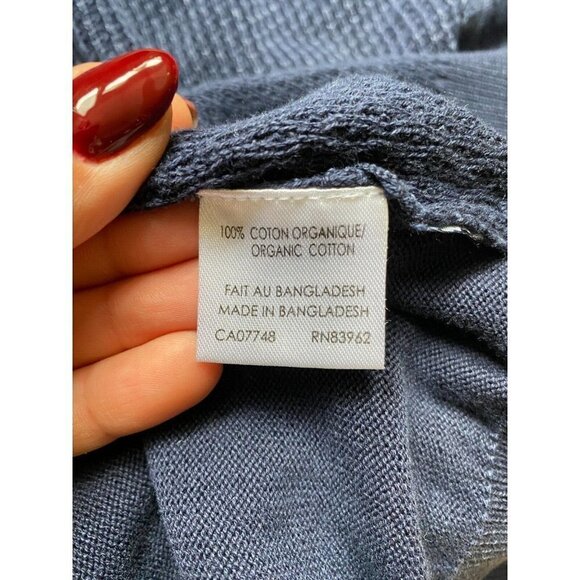 100% COTON ORGANIQUE/
ORGANIC COTTON
FAIT AU BANGLADESH
MADE IN BANGLADESH
CA07748 RN83962